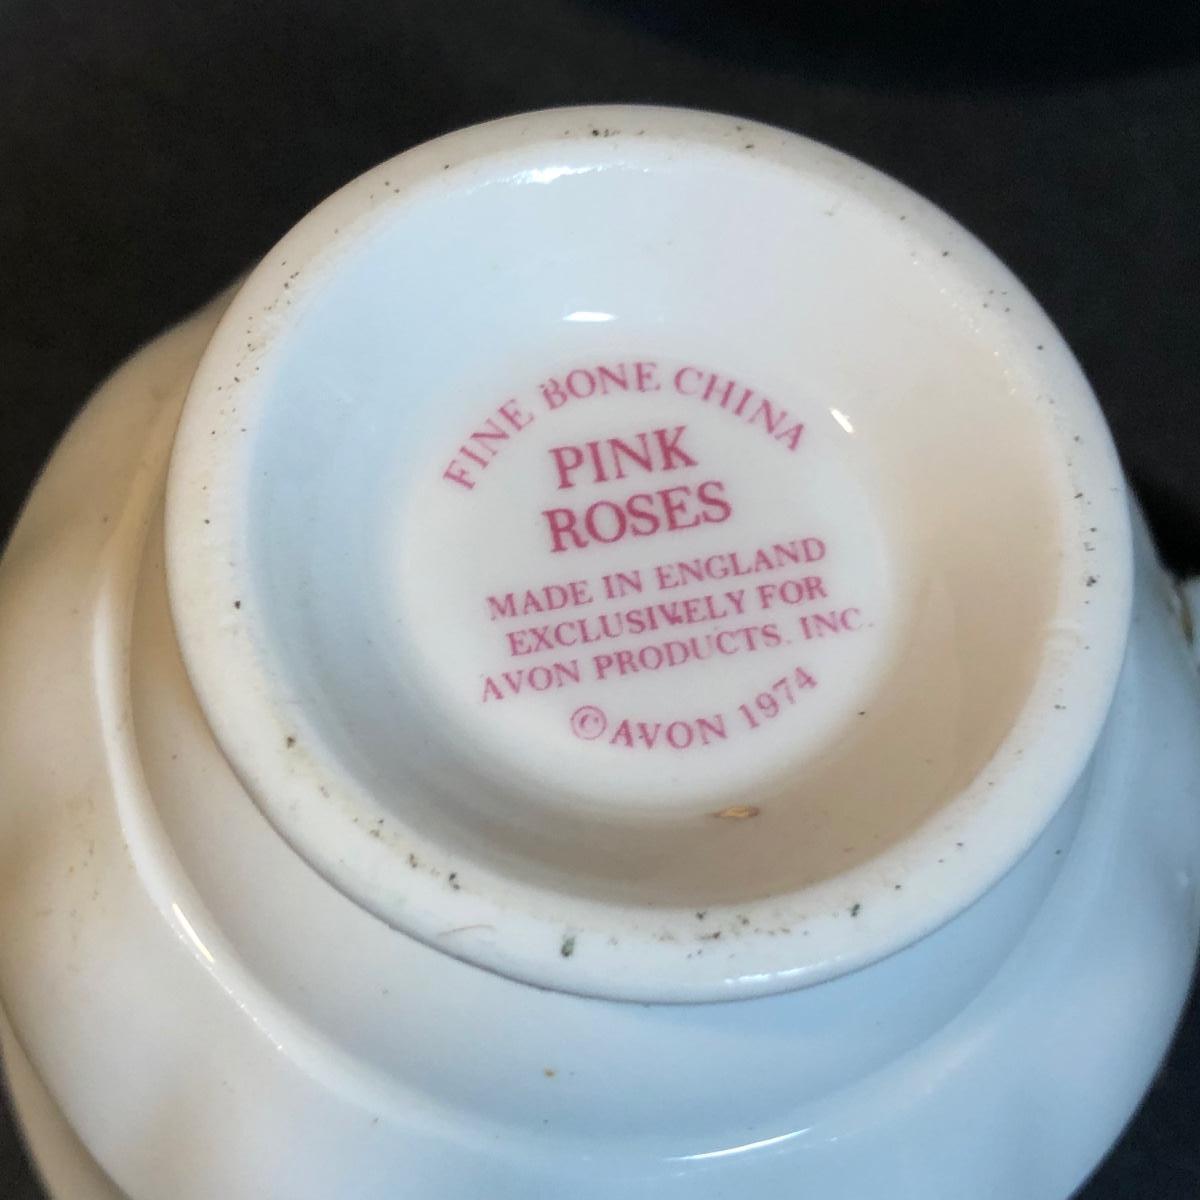 FINE BONE CHINA
PINK
ROSES
MADE IN ENGLAND
EXCLUSIVELY FOR
AVON PRODUCTS. INC.
©AVON 1974